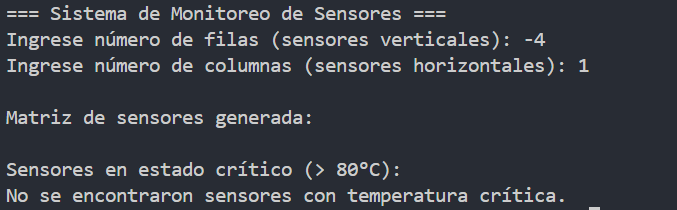 === Sistema de Monitoreo de Sensores ===
Ingrese número de filas (sensores verticales): -4
Ingrese número de columnas (sensores horizontales): 1
Matriz de sensores generada:
Sensores en estado crítico (> 80°C):
No se encontraron sensores con temperatura crítica.